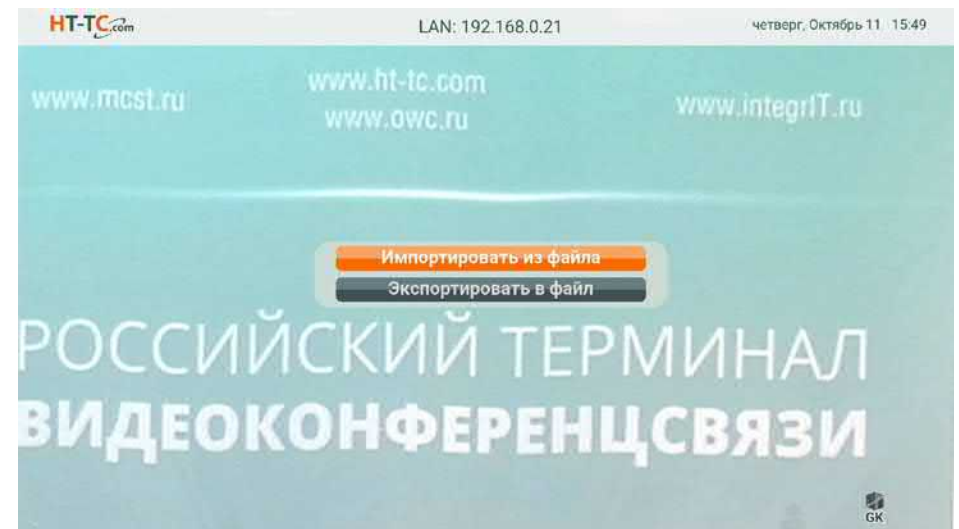 HT-TC.com
LAN: 192.168.0.21
четверг, Октябрь 11 15:49
www.ht-tc.com
www.mcst.ru
www.integrIT.ru
www.owc.ru
Импортировать из файла
Экспортировать в файл
РОССИЙСКИЙ ТЕРМИНАЛ
ВИДЕОКОНФЕРЕНЦСВЯЗИ
GK